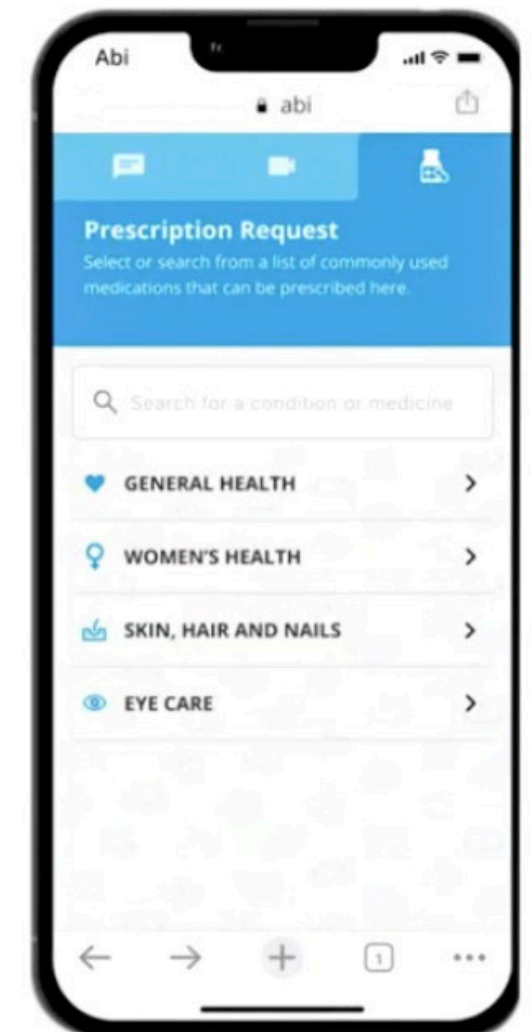 Abi
abi
Prescription Request
Select or search from a list of commonly used
medications that can be prescribed here.
Search for a condition or medicine
GENERAL HEALTH
WOMEN'S HEALTH
SKIN, HAIR AND NAILS
EYE CARE
1